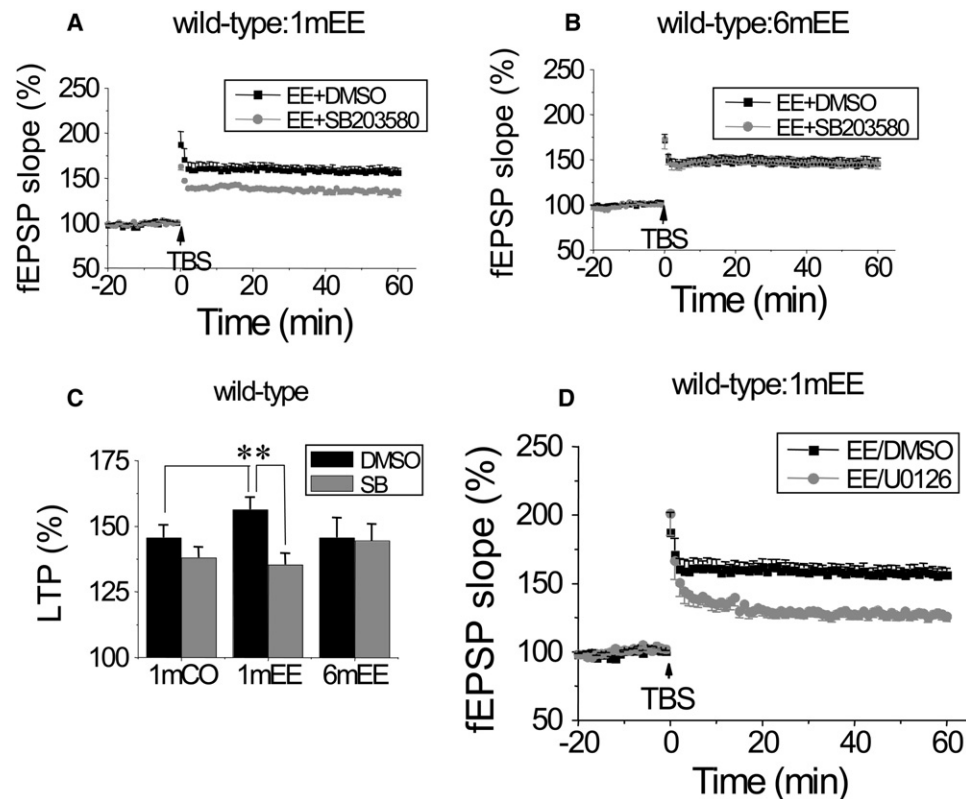 A
wild-type:1mEE
fEPSP slope (%)
250
200
150
100
50
EE+DMSO
EE+SB203580
TBS
-20 0 20 40 60
Time (min)
B
wild-type:6mEE
fEPSP slope (%)
250
200
150
100
50
EE+DMSO
EE+SB203580
TBS
-20 0 20 40 60
Time (min)
C
wild-type
LTP (%)
175
150
125
100
**
DMSO
SB
1mCO 1mEE 6mEE
D
wild-type:1mEE
fEPSP slope (%)
250
200
150
100
50
EE/DMSO
EE/U0126
TBS
-20 0 20 40 60
Time (min)